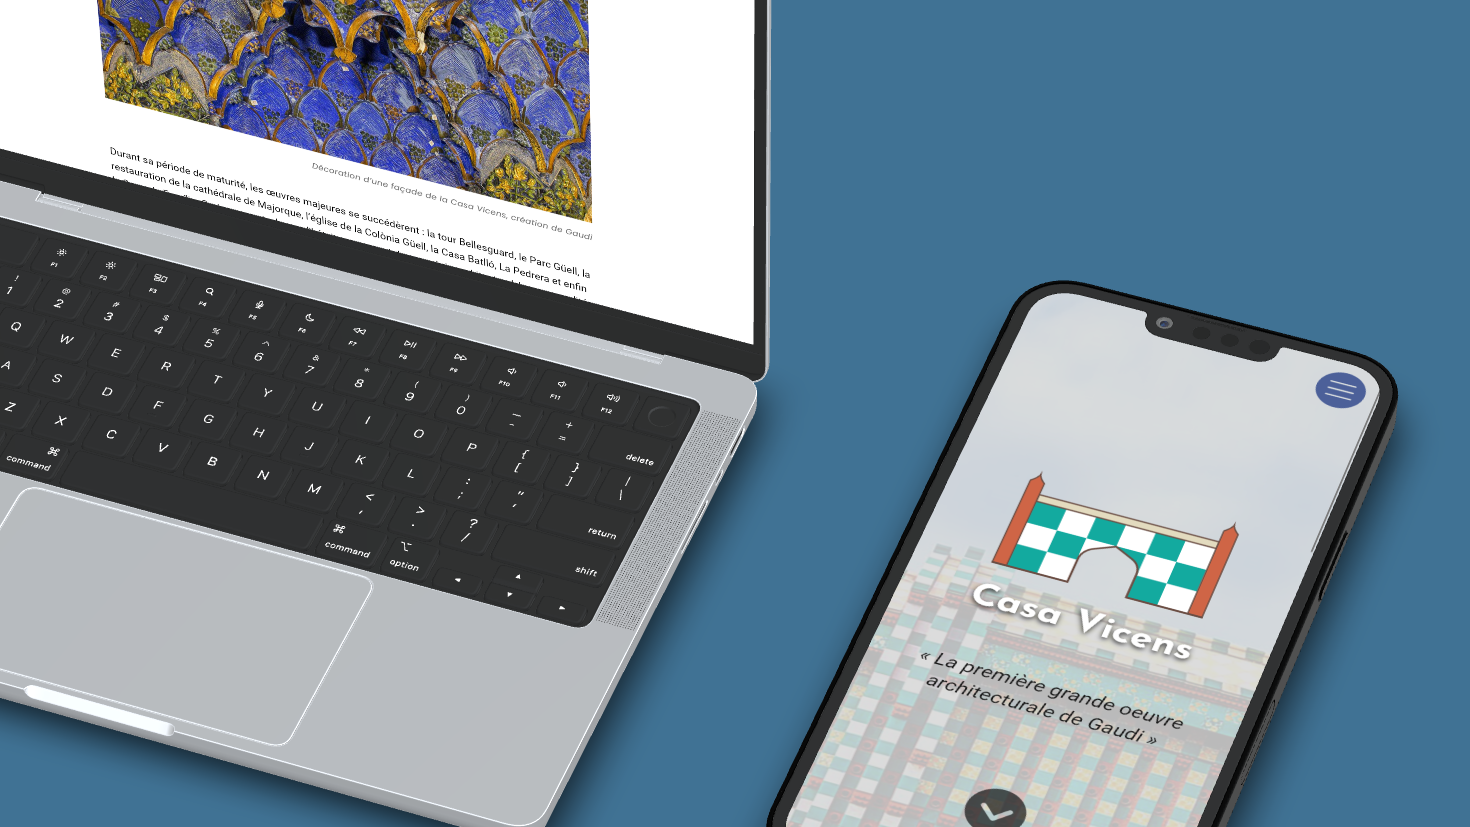 Décoration d'une façade de la Casa Vicens, création de Gaudi
Durant sa période de maturité, les œuvres majeures se succédèrent : la tour Bellesguard, le Parc Güell, la
restauration de la cathédrale de Majorque, l'église de la Colònia Güell, la Casa Batlló, La Pedrera et enfin
F1 F2 F3 F4 F5 F6 F7 F8 F9 F10 F11 F12
! @ # $ % ^ & * ( ) _ +
1 2 3 4 5 6 7 8 9 0 - = delete
Q W E R T Y U I O P { [ } ] | \
A S D F G H J K L : ; " ' return
Z X C V B N M < , > . ? / shift
⌘ command ⌘ command ⌥ option ◄ ▲ ▼ ►
Casa Vicens
« La première grande oeuvre
architecturale de Gaudi »